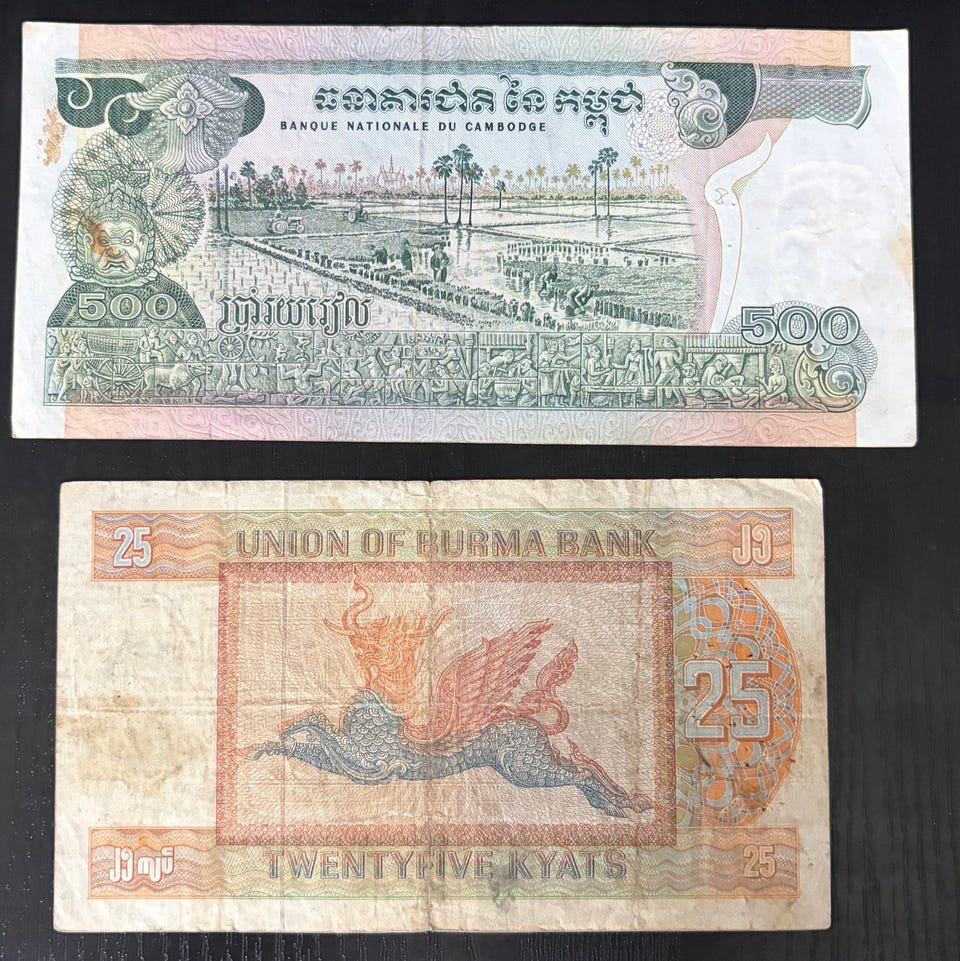 ធនាគារជាតិ នៃ កម្ពុជា
BANQUE NATIONALE DU CAMBODGE
500 ប្រាំរយរៀល
500
25 UNION OF BURMA BANK ၂၅
25
၂၅ ကျပ် TWENTYFIVE KYATS 25